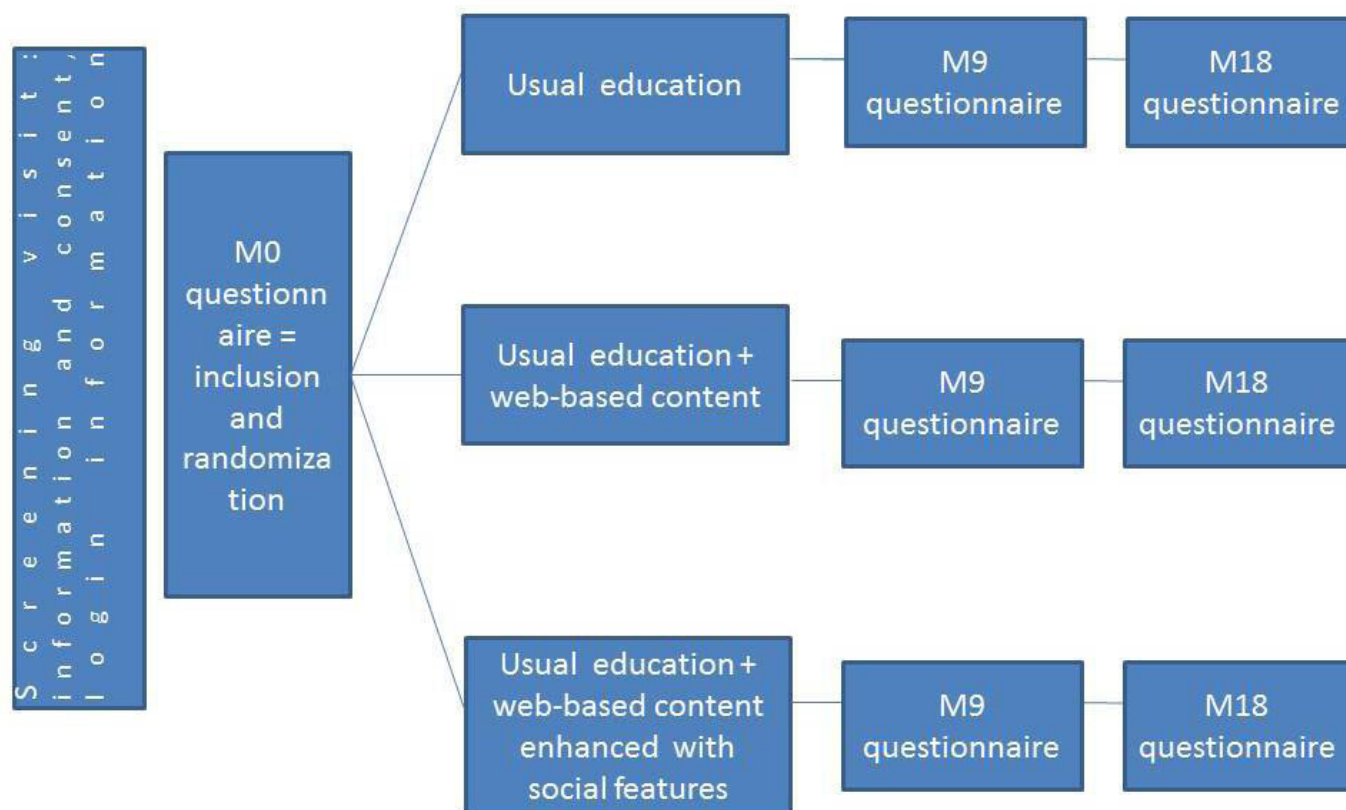 Screening visit :
information and consent,
login information
M0
questionn
aire =
inclusion
and
randomiza
tion
Usual education
M9
questionnaire
M18
questionnaire
Usual education +
web-based content
M9
questionnaire
M18
questionnaire
Usual education +
web-based content
enhanced with
social features
M9
questionnaire
M18
questionnaire